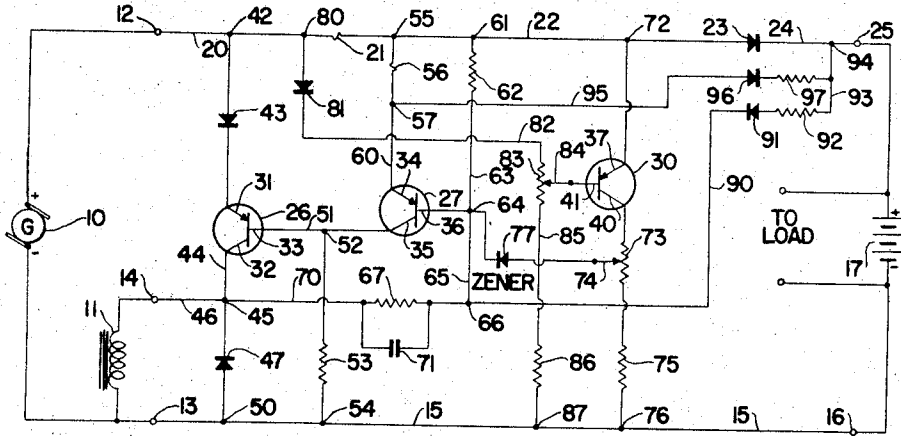 12 42 80 55 61 22 72 23 24 25
20 21 94
43 81 56 62 96 97 93
57 95 91 92
82
60 34 83 84 37 30
31 26 51 27 63 41 40 90
G 10 + -
33 52 36 64 77 73 TO
44 32 35 85 LOAD
14 70 67 65 ZENER 74 17 + -
46 45 66
11 47 53 71 86 75
13 50 54 15 87 76 15 16